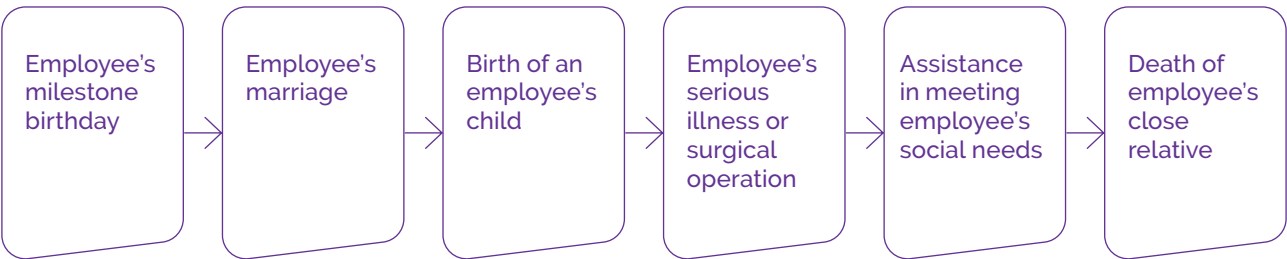 Employee’s
milestone
birthday
Employee’s
marriage
Birth of an
employee’s
child
Employee’s
serious
illness or
surgical
operation
Assistance
in meeting
employee’s
social needs
Death of
employee’s
close
relative